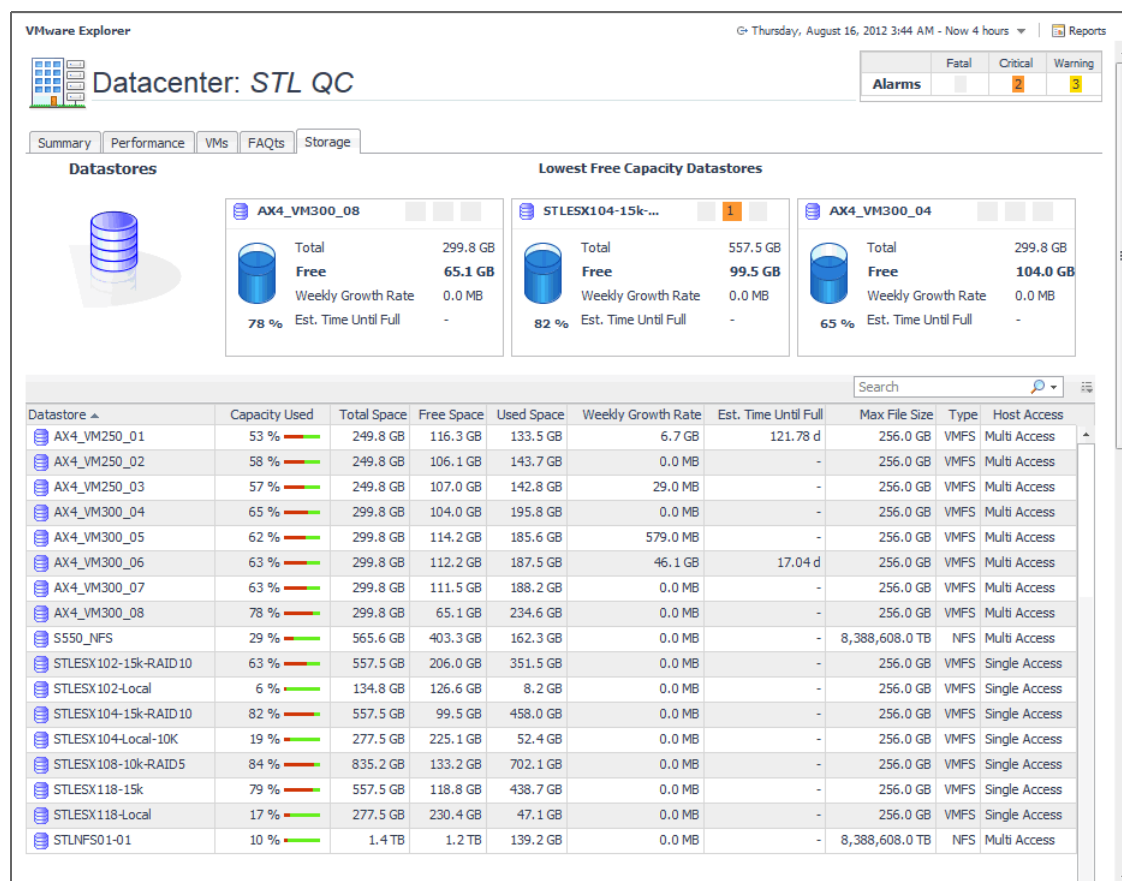 VMware Explorer
Thursday, August 16, 2012 3:44 AM - Now 4 hours Reports
Datacenter: STL QC
Fatal Critical Warning
Alarms 2 3
Summary Performance VMs FAQts Storage
Datastores Lowest Free Capacity Datastores
AX4_VM300_08
Total 299.8 GB
Free 65.1 GB
Weekly Growth Rate 0.0 MB
78 % Est. Time Until Full -
STLESX104-15k-... 1
Total 557.5 GB
Free 99.5 GB
Weekly Growth Rate 0.0 MB
82 % Est. Time Until Full -
AX4_VM300_04
Total 299.8 GB
Free 104.0 GB
Weekly Growth Rate 0.0 MB
65 % Est. Time Until Full -
Search
Datastore Capacity Used Total Space Free Space Used Space Weekly Growth Rate Est. Time Until Full Max File Size Type Host Access
AX4_VM250_01 53 % 249.8 GB 116.3 GB 133.5 GB 6.7 GB 121.78 d 256.0 GB VMFS Multi Access
AX4_VM250_02 58 % 249.8 GB 106.1 GB 143.7 GB 0.0 MB - 256.0 GB VMFS Multi Access
AX4_VM250_03 57 % 249.8 GB 107.0 GB 142.8 GB 29.0 MB - 256.0 GB VMFS Multi Access
AX4_VM300_04 65 % 299.8 GB 104.0 GB 195.8 GB 0.0 MB - 256.0 GB VMFS Multi Access
AX4_VM300_05 62 % 299.8 GB 114.2 GB 185.6 GB 579.0 MB - 256.0 GB VMFS Multi Access
AX4_VM300_06 63 % 299.8 GB 112.2 GB 187.5 GB 46.1 GB 17.04 d 256.0 GB VMFS Multi Access
AX4_VM300_07 63 % 299.8 GB 111.5 GB 188.2 GB 0.0 MB - 256.0 GB VMFS Multi Access
AX4_VM300_08 78 % 299.8 GB 65.1 GB 234.6 GB 0.0 MB - 256.0 GB VMFS Multi Access
S550_NFS 29 % 565.6 GB 403.3 GB 162.3 GB 0.0 MB - 8,388,608.0 TB NFS Multi Access
STLESX102-15k-RAID10 63 % 557.5 GB 206.0 GB 351.5 GB 0.0 MB - 256.0 GB VMFS Single Access
STLESX102-Local 6 % 134.8 GB 126.6 GB 8.2 GB 0.0 MB - 256.0 GB VMFS Single Access
STLESX104-15k-RAID10 82 % 557.5 GB 99.5 GB 458.0 GB 0.0 MB - 256.0 GB VMFS Single Access
STLESX104-Local-10K 19 % 277.5 GB 225.1 GB 52.4 GB 0.0 MB - 256.0 GB VMFS Single Access
STLESX108-10k-RAID5 84 % 835.2 GB 133.2 GB 702.1 GB 0.0 MB - 256.0 GB VMFS Single Access
STLESX118-15k 79 % 557.5 GB 118.8 GB 438.7 GB 0.0 MB - 256.0 GB VMFS Single Access
STLESX118-Local 17 % 277.5 GB 230.4 GB 47.1 GB 0.0 MB - 256.0 GB VMFS Single Access
STLNFS01-01 10 % 1.4 TB 1.2 TB 139.2 GB 0.0 MB - 8,388,608.0 TB NFS Multi Access